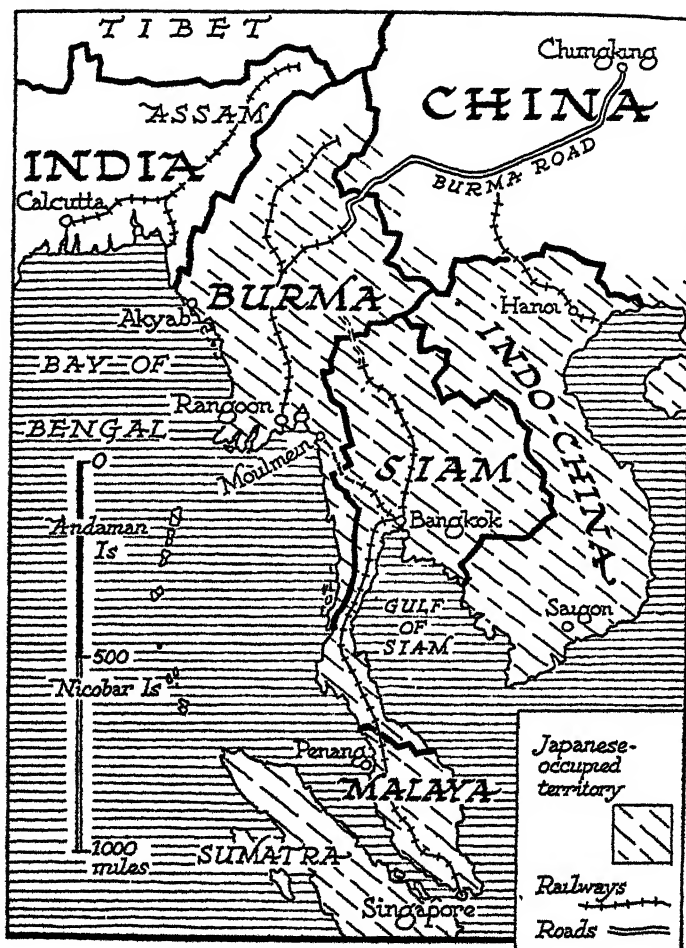 TIBET
Chungking
CHINA
ASSAM
INDIA
BURMA ROAD
Calcutta
BURMA
Akyab
Hanoi
BAY OF
BENGAL
INDO-CHINA
Rangoon
Moulmein
SIAM
0
Andaman
Is
Bangkok
GULF
OF
SIAM
Saigon
500
Nicobar Is
Penang
MALAYA
1000
miles
SUMATRA
Singapore
Japanese-
occupied
territory
Railways
Roads